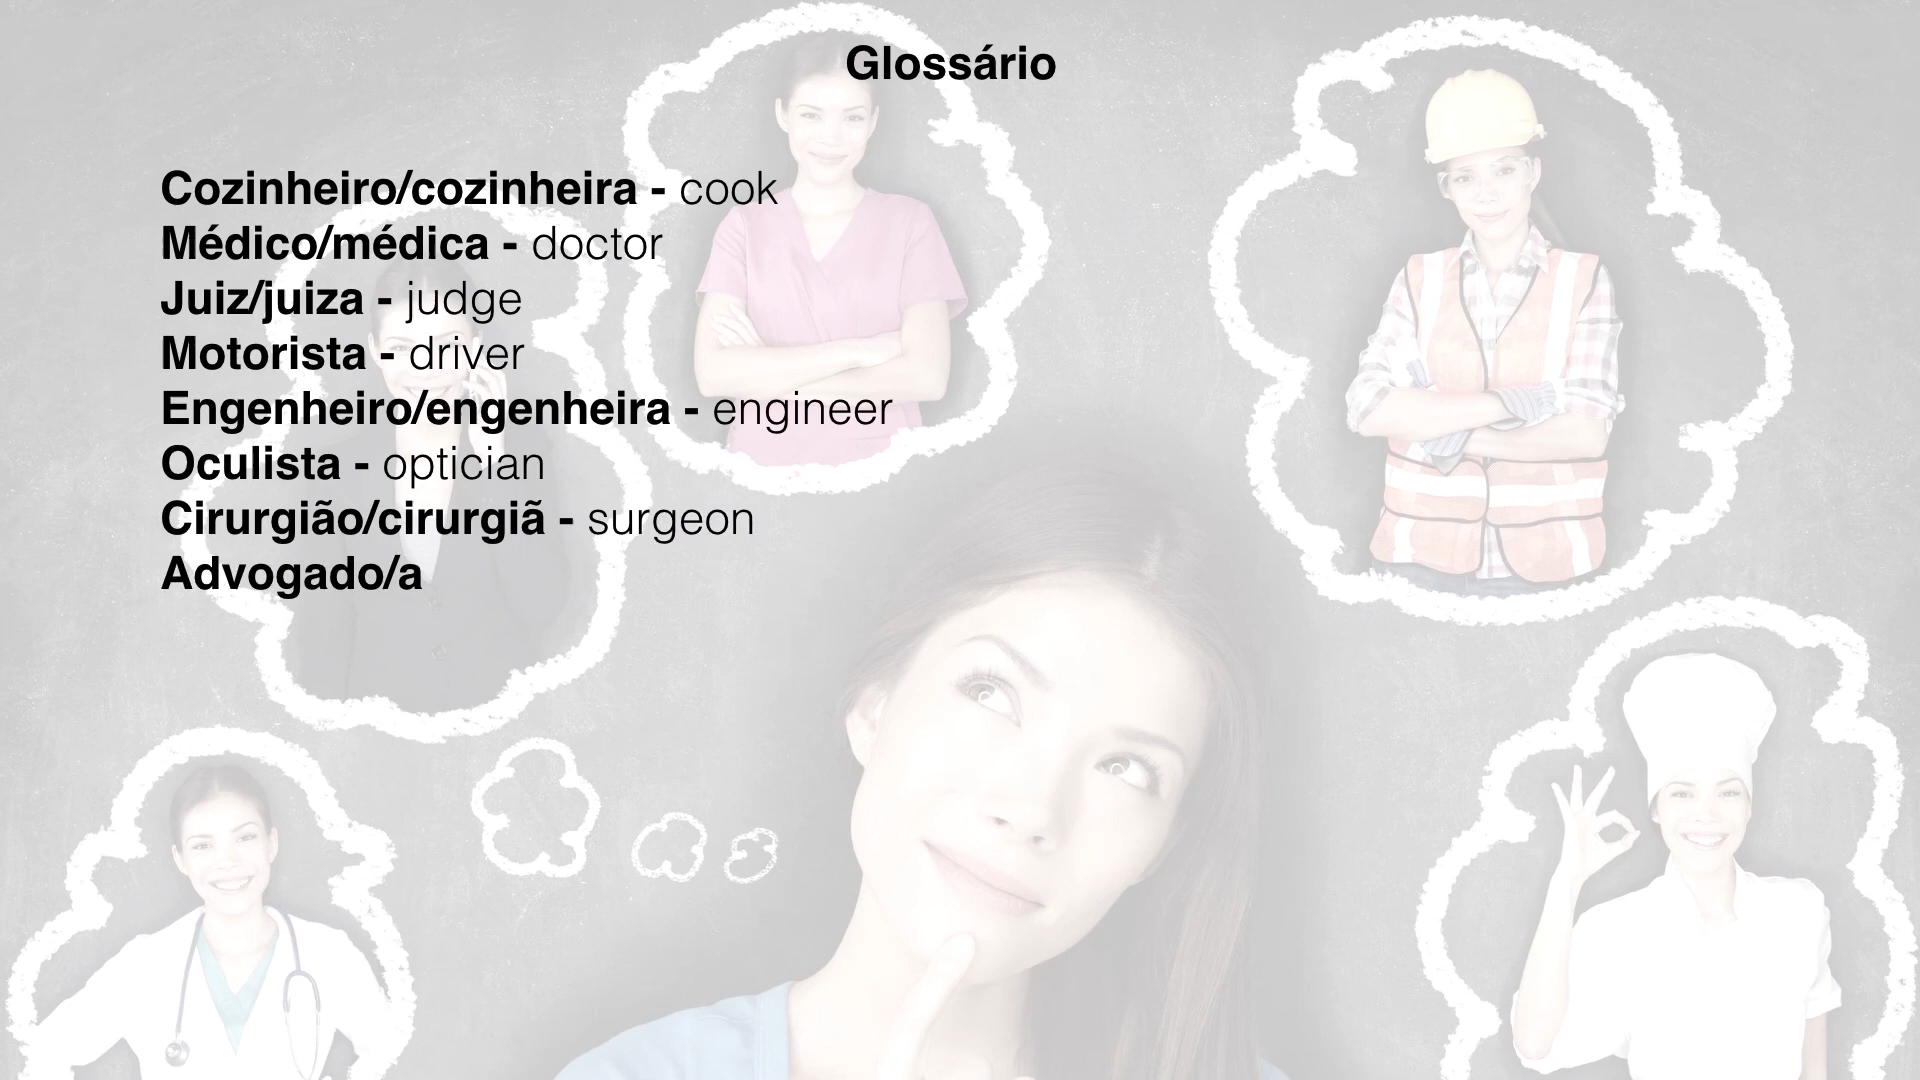 Glossário
Cozinheiro/cozinheira - cook
Médico/médica - doctor
Juiz/juiza - judge
Motorista - driver
Engenheiro/engenheira - engineer
Oculista - optician
Cirurgião/cirurgiã - surgeon
Advogado/a